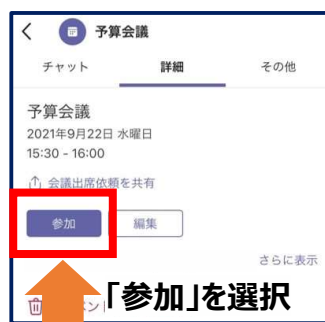 予算会議
チャット 詳細 その他
予算会議
2021年9月22日 水曜日
15:30 - 16:00
会議出席依頼を共有
参加 編集
さらに表示
「参加」を選択